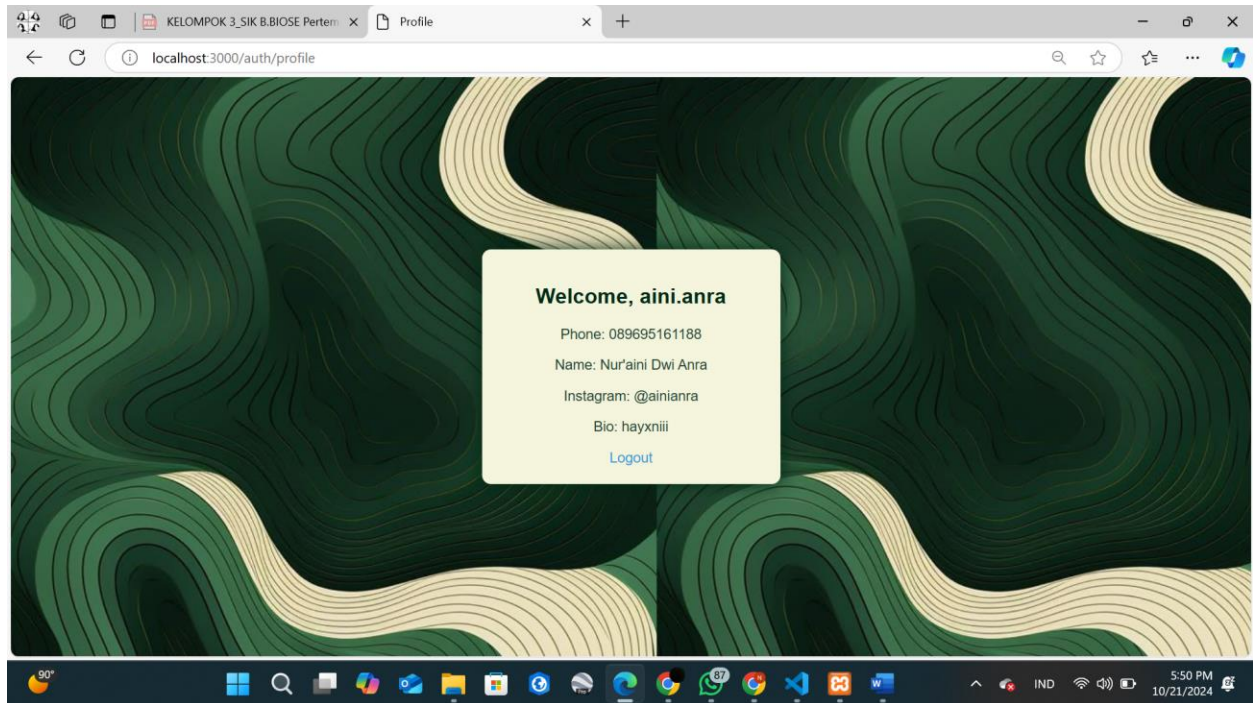 KELOMPOK 3_SIK B.BIOSE Pertem
Profile
localhost:3000/auth/profile
Welcome, aini.anra
Phone: 089695161188
Name: Nur'aini Dwi Anra
Instagram: @ainianra
Bio: hayxniii
Logout
90°
87
IND
5:50 PM
10/21/2024